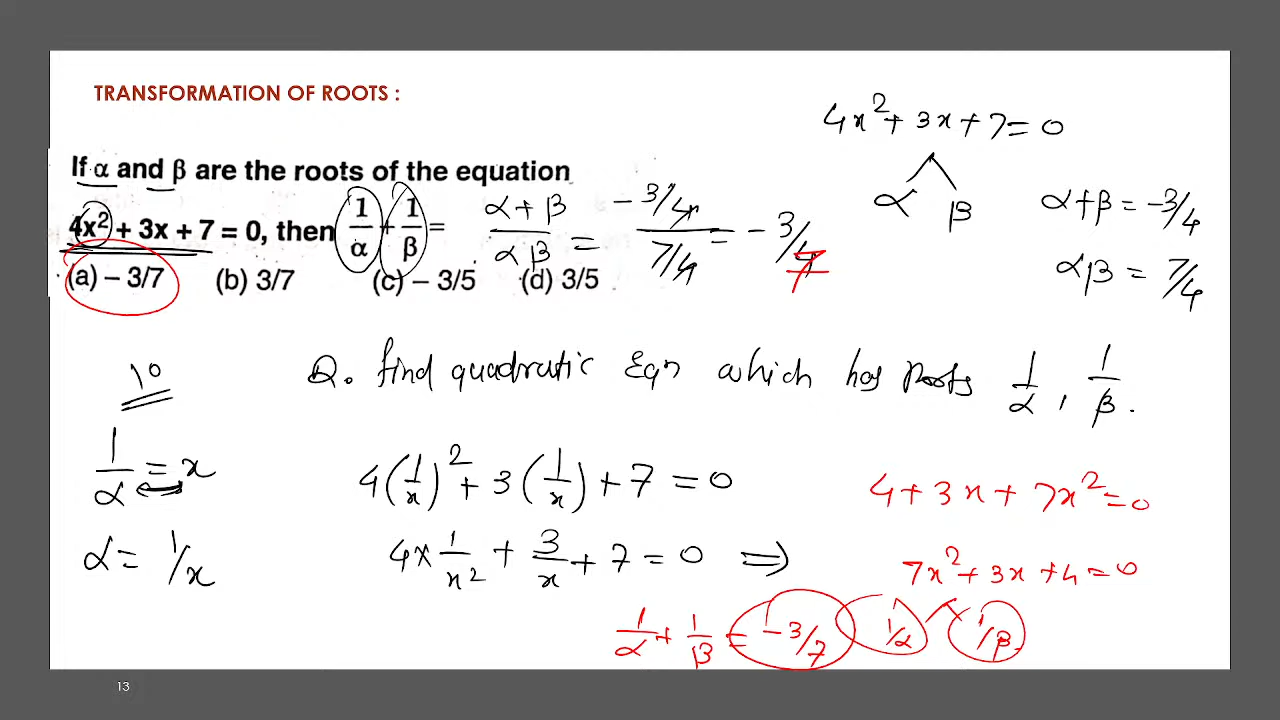 TRANSFORMATION OF ROOTS :
4x² + 3x + 7 = 0
α β
α+β = -3/4
αβ = 7/4
If α and β are the roots of the equation
4x² + 3x + 7 = 0, then 1/α + 1/β = α+β/αβ = -3/4 / 7/4 = -3/7
(a) – 3/7 (b) 3/7 (c) – 3/5 (d) 3/5
10
Q. find quadratic Eqn which has Roots 1/α , 1/β .
1/α = x
α = 1/x
4(1/x)² + 3(1/x) + 7 = 0
4 × 1/x² + 3/x + 7 = 0 ⇒
4 + 3x + 7x² = 0
7x² + 3x + 4 = 0
1/α 1/β
1/α + 1/β = -3/7
13